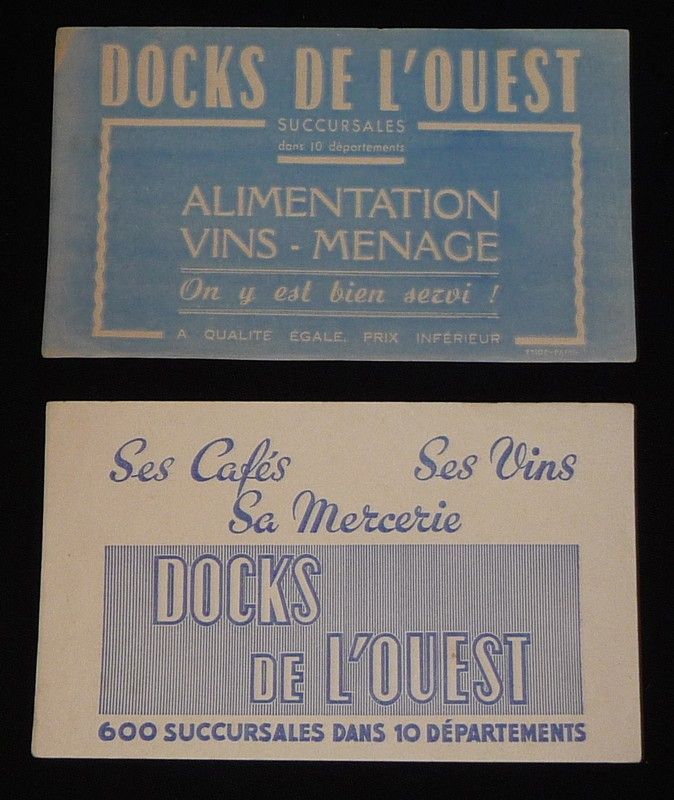 DOCKS DE L'OUEST
SUCCURSALES
dans 10 départements
ALIMENTATION
VINS - MENAGE
On y est bien servi !
A QUALITE ÉGALE, PRIX INFÉRIEUR
Ses Cafés Ses Vins
Sa Mercerie
DOCKS
DE L'OUEST
600 SUCCURSALES DANS 10 DÉPARTEMENTS